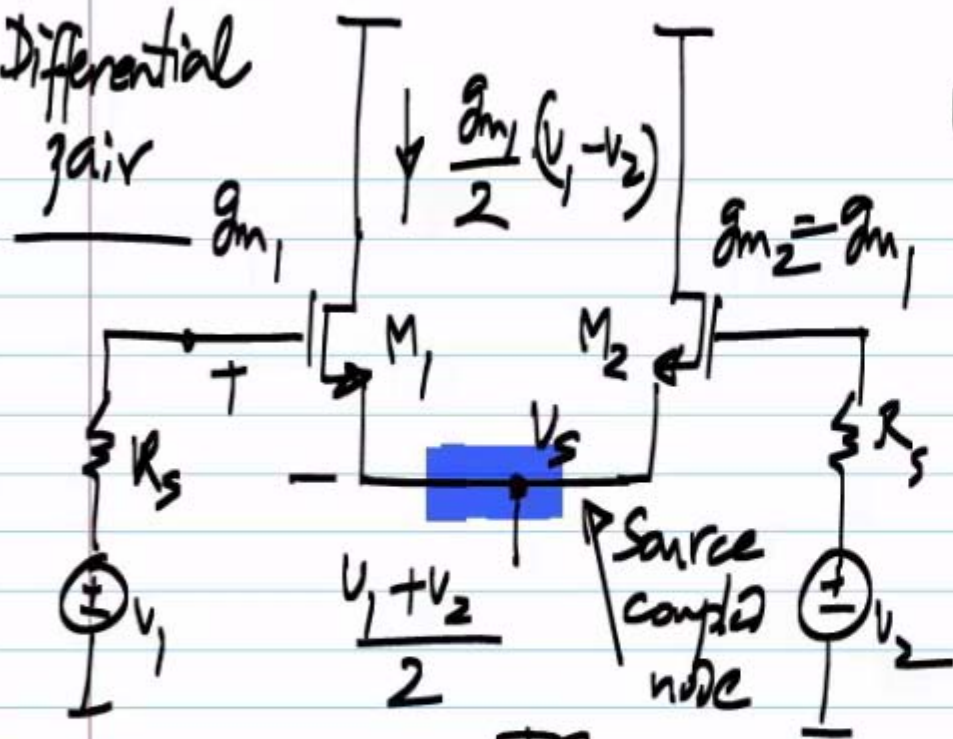 Differential
pair
gm1
gm1/2 (v1-v2)
gm2=gm1
M1
M2
+
-
Vs
Rs
Rs
+
-
v1
v1+v2/2
Source
coupled
node
+
-
v2